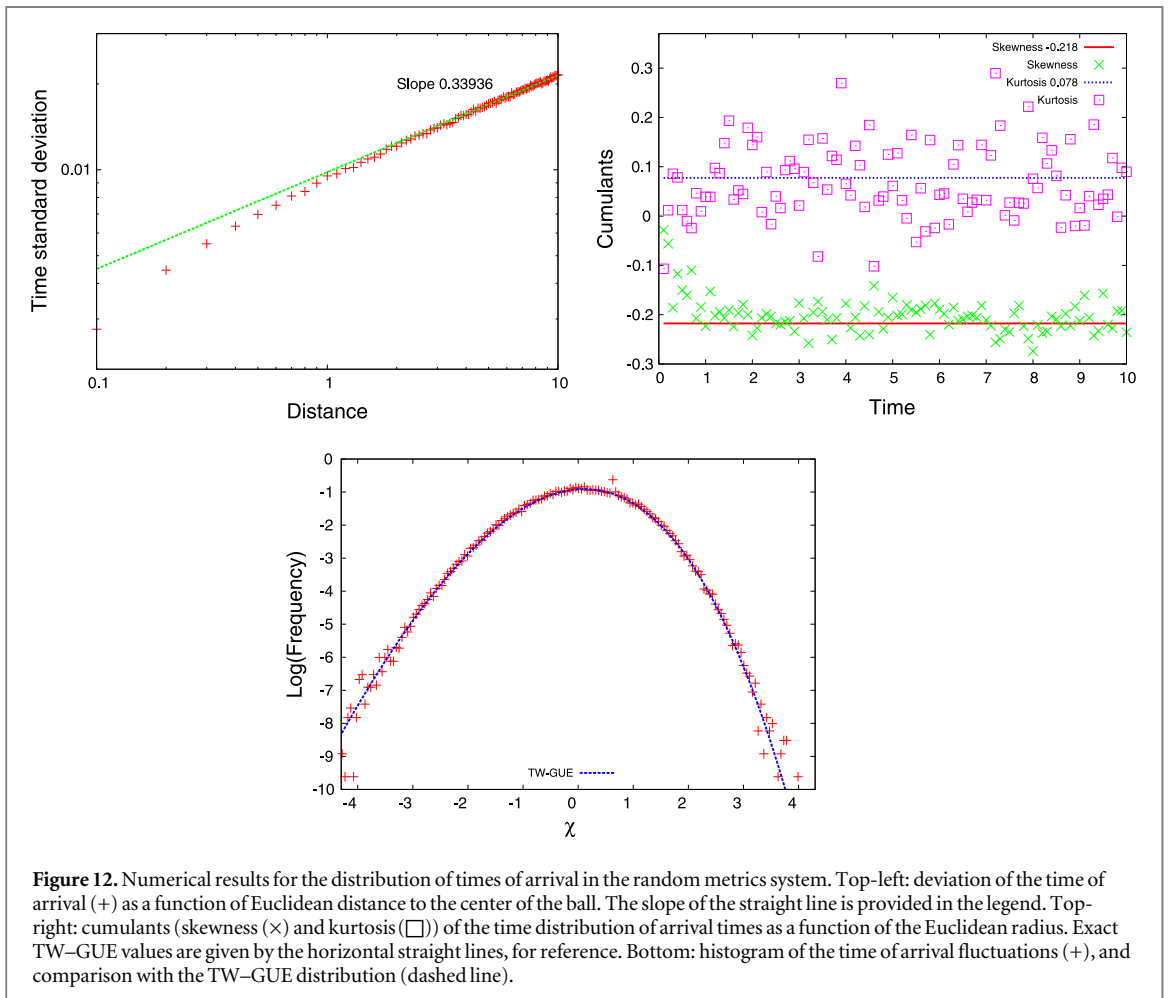 Time standard deviation
0.01
0.1
1
10
Distance
Slope 0.33936
Cumulants
0.3
0.2
0.1
0
-0.1
-0.2
-0.3
0 1 2 3 4 5 6 7 8 9 10
Time
Skewness -0.218
Skewness
Kurtosis 0.078
Kurtosis
Log(Frequency)
0
-1
-2
-3
-4
-5
-6
-7
-8
-9
-10
-4 -3 -2 -1 0 1 2 3 4
χ
TW-GUE
Figure 12. Numerical results for the distribution of times of arrival in the random metrics system. Top-left: deviation of the time of
arrival (+) as a function of Euclidean distance to the center of the ball. The slope of the straight line is provided in the legend. Top-
right: cumulants (skewness (×) and kurtosis (□)) of the time distribution of arrival times as a function of the Euclidean radius. Exact
TW–GUE values are given by the horizontal straight lines, for reference. Bottom: histogram of the time of arrival fluctuations (+), and
comparison with the TW–GUE distribution (dashed line).